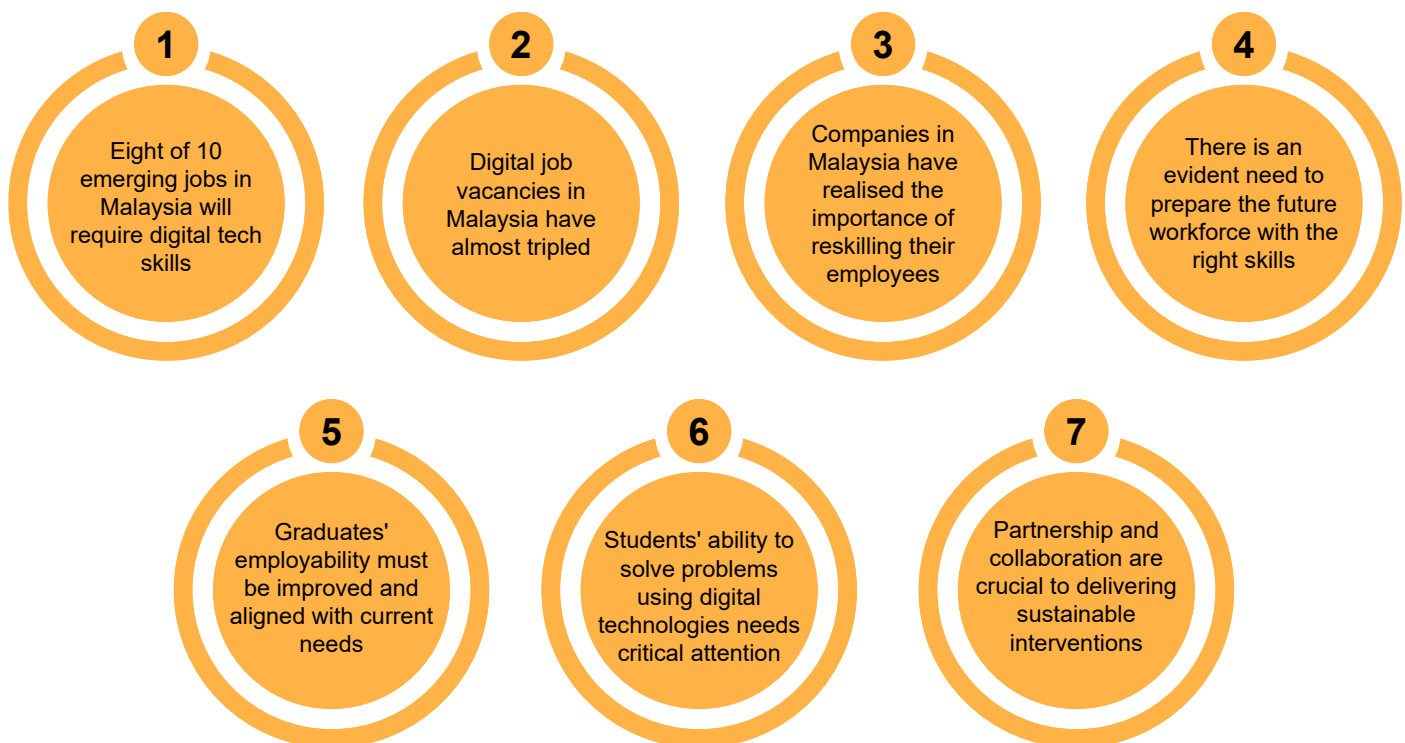 1
Eight of 10
emerging jobs in
Malaysia will
require digital tech
skills
2
Digital job
vacancies in
Malaysia have
almost tripled
3
Companies in
Malaysia have
realised the
importance of
reskilling their
employees
4
There is an
evident need to
prepare the future
workforce with the
right skills
5
Graduates'
employability must
be improved and
aligned with current
needs
6
Students' ability to
solve problems
using digital
technologies needs
critical attention
7
Partnership and
collaboration are
crucial to delivering
sustainable
interventions